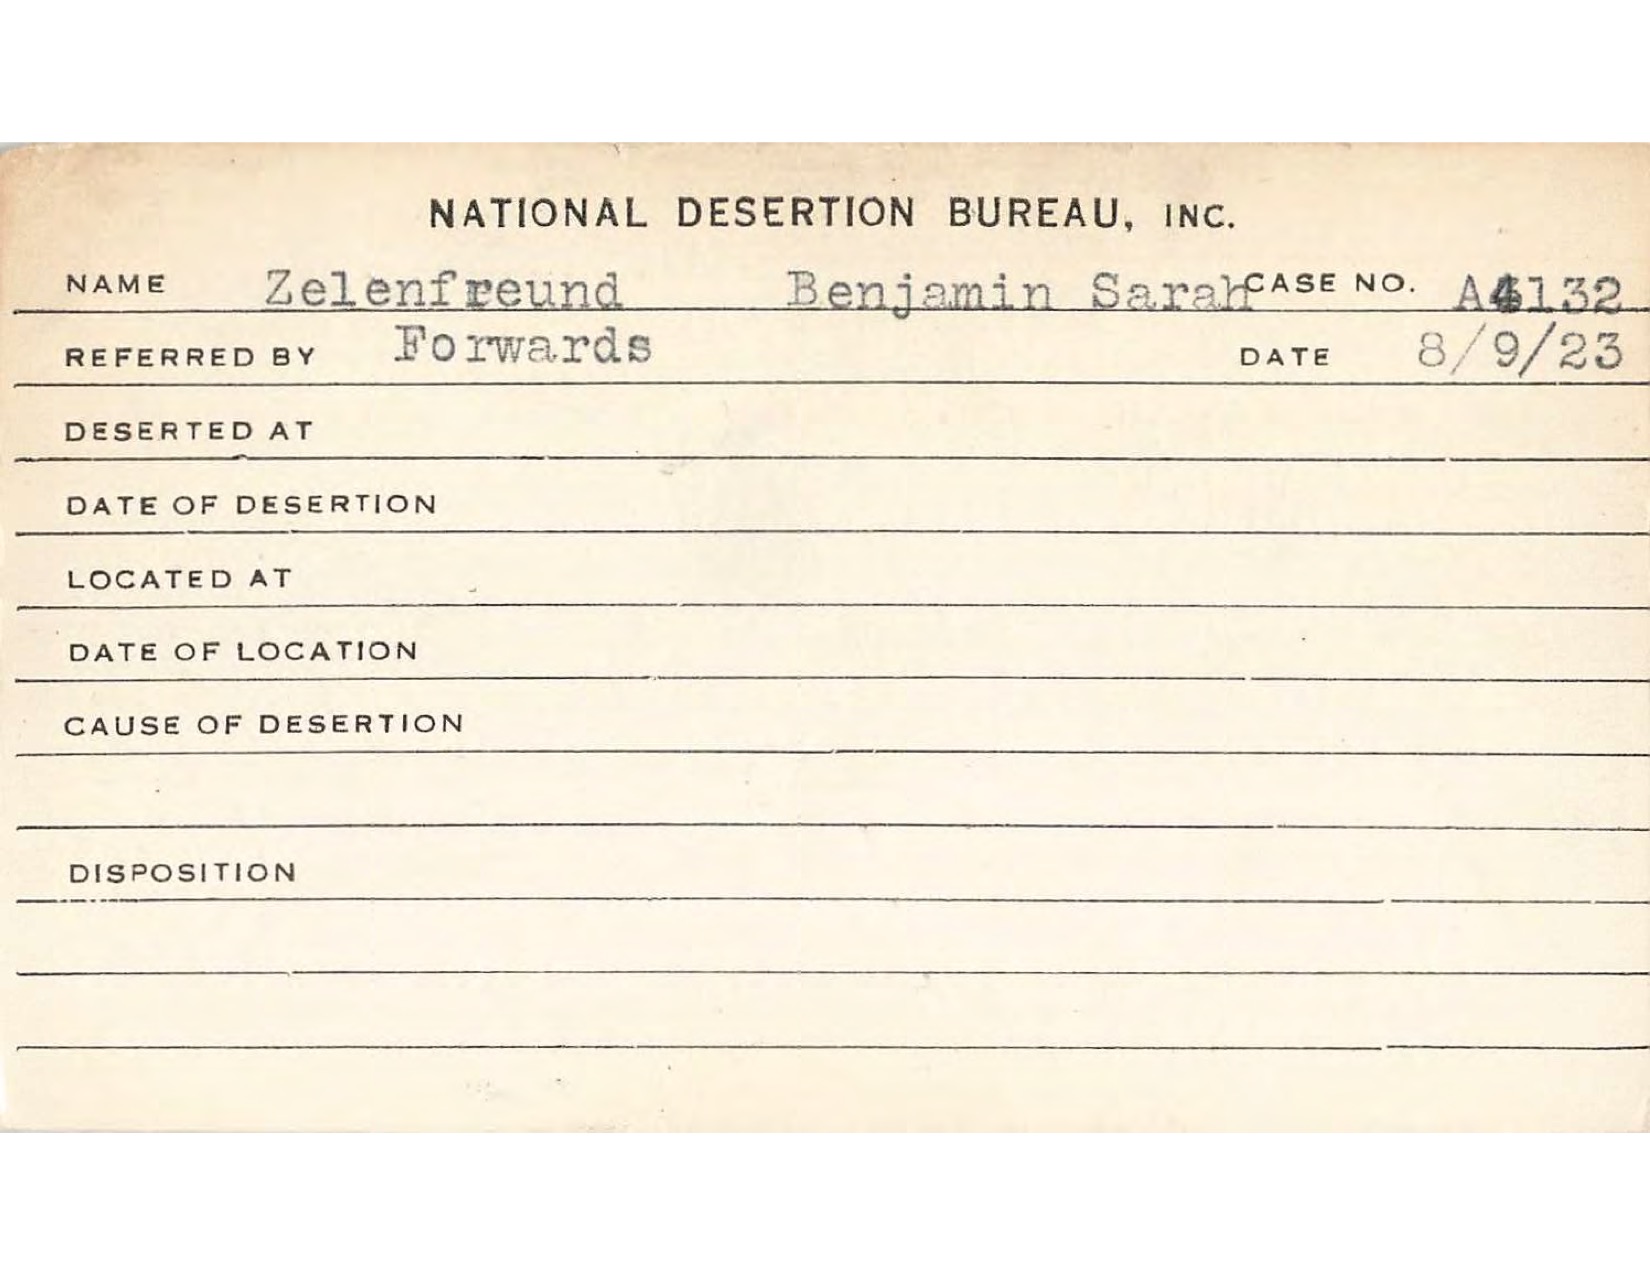 NATIONAL DESERTION BUREAU, INC.
NAME Zelenfreund Benjamin Sarah CASE NO. A4132
REFERRED BY Forwards DATE 8/9/23
DESERTED AT
DATE OF DESERTION
LOCATED AT
DATE OF LOCATION
CAUSE OF DESERTION
DISPOSITION